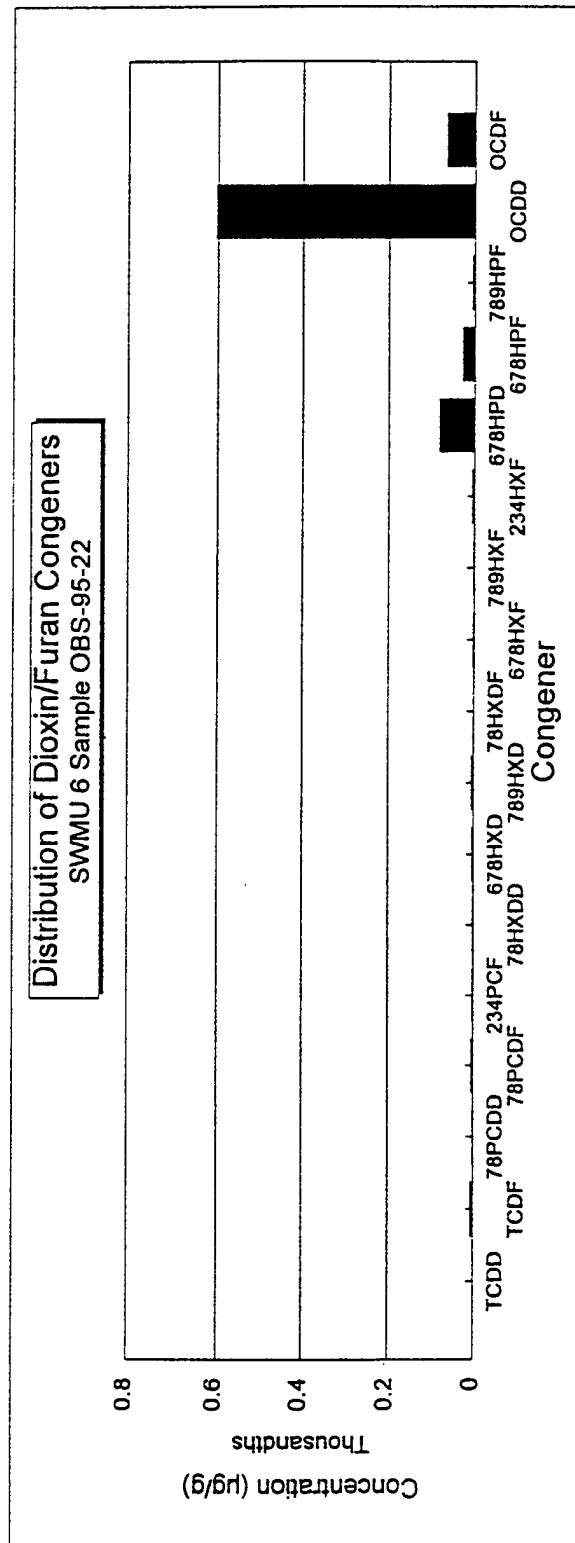 Distribution of Dioxin/Furan Congeners
SWMU 6 Sample OBS-95-22
Concentration (µg/g)
Thousandths
0.8
0.6
0.4
0.2
0
TCDD
TCDF
78PCDD
78PCDF
234PCF
78HXDD
678HXD
789HXD
78HXDF
678HXF
789HXF
234HXF
678HPD
678HPF
789HPF
OCDD
OCDF
Congener